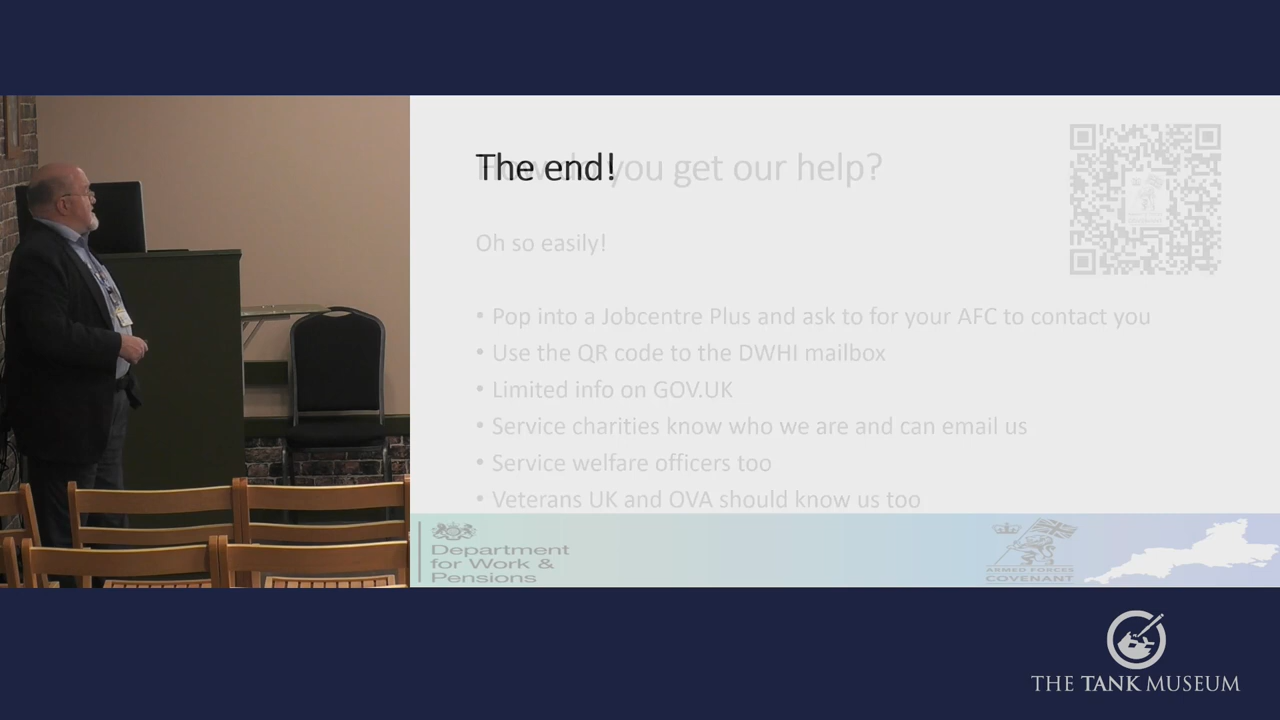 The end!
How do you get our help?
Oh so easily!
• Pop into a Jobcentre Plus and ask to for your AFC to contact you
• Use the QR code to the DWHI mailbox
• Limited info on GOV.UK
• Service charities know who we are and can email us
• Service welfare officers too
• Veterans UK and OVA should know us too
Department
for Work &
Pensions
ARMED FORCES
COVENANT
THE TANK MUSEUM